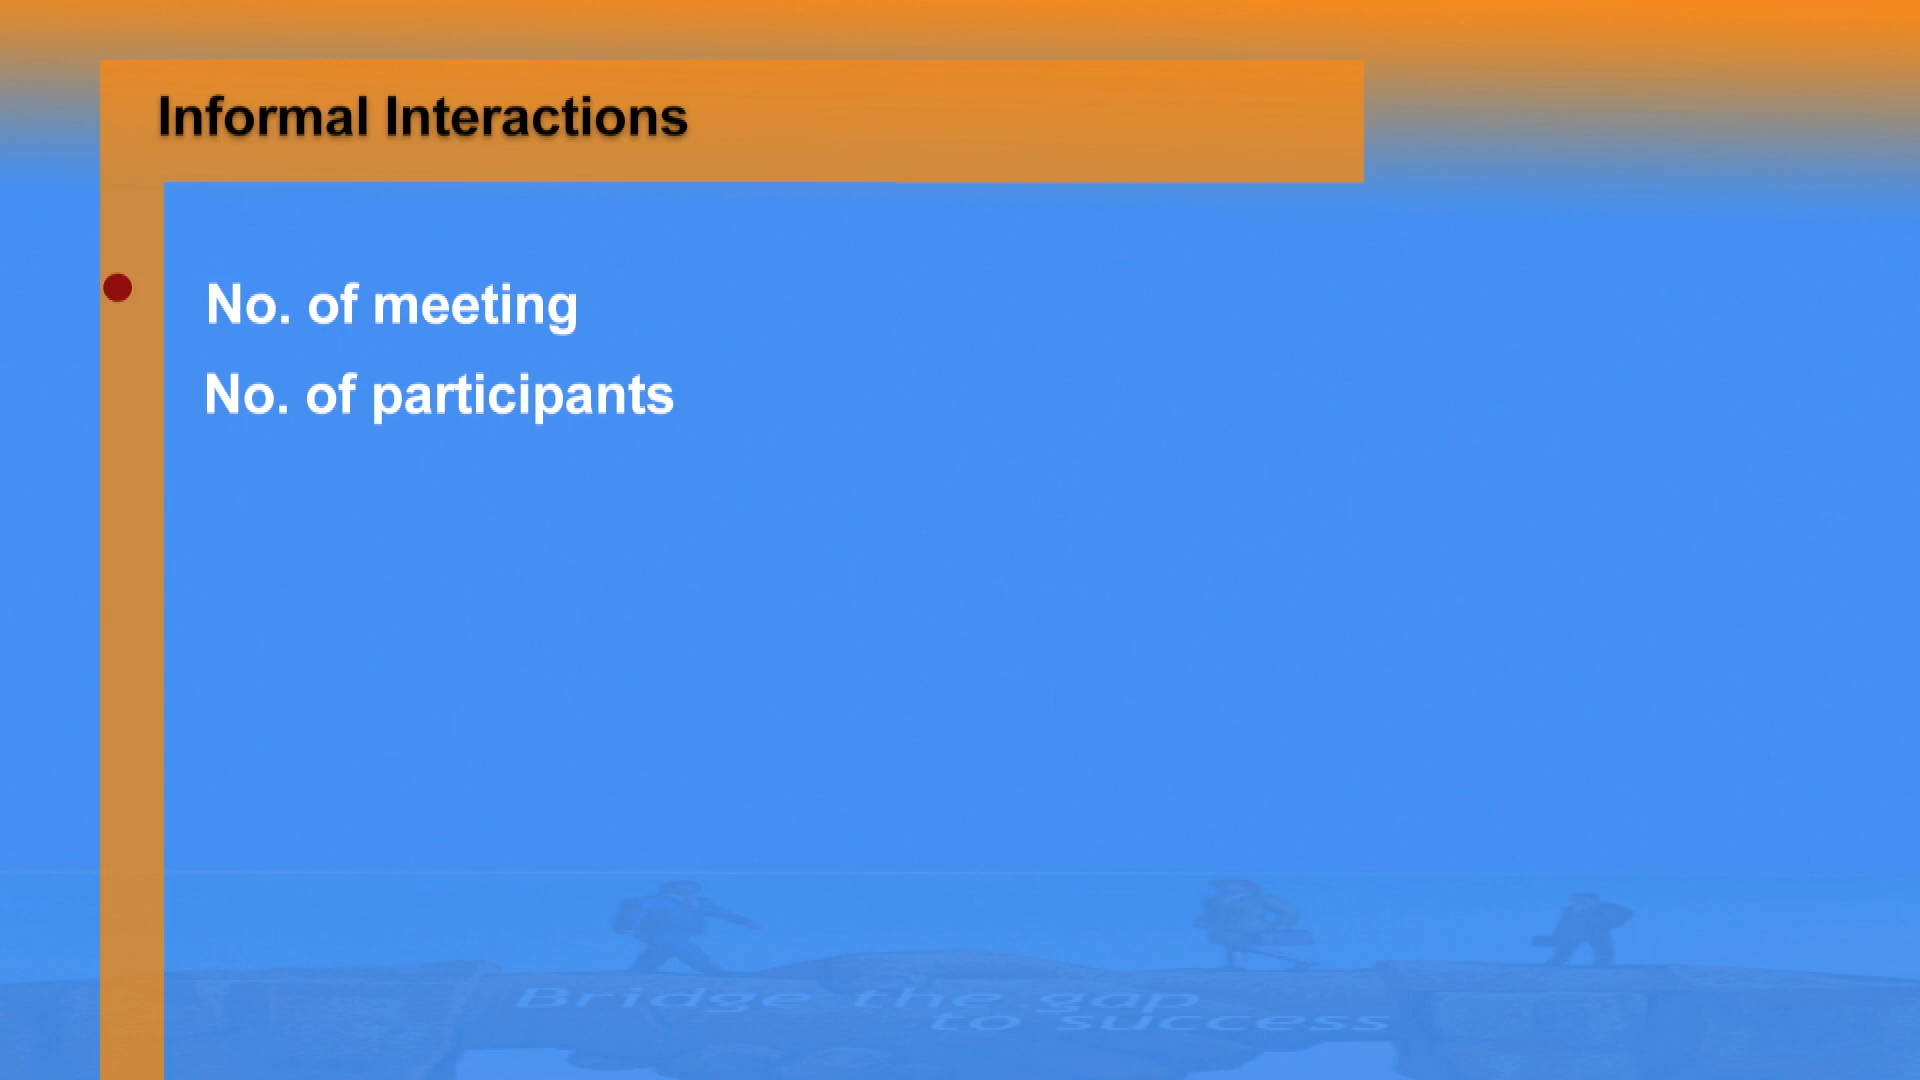 Informal Interactions
No. of meeting
No. of participants
Bridge the gap
to success